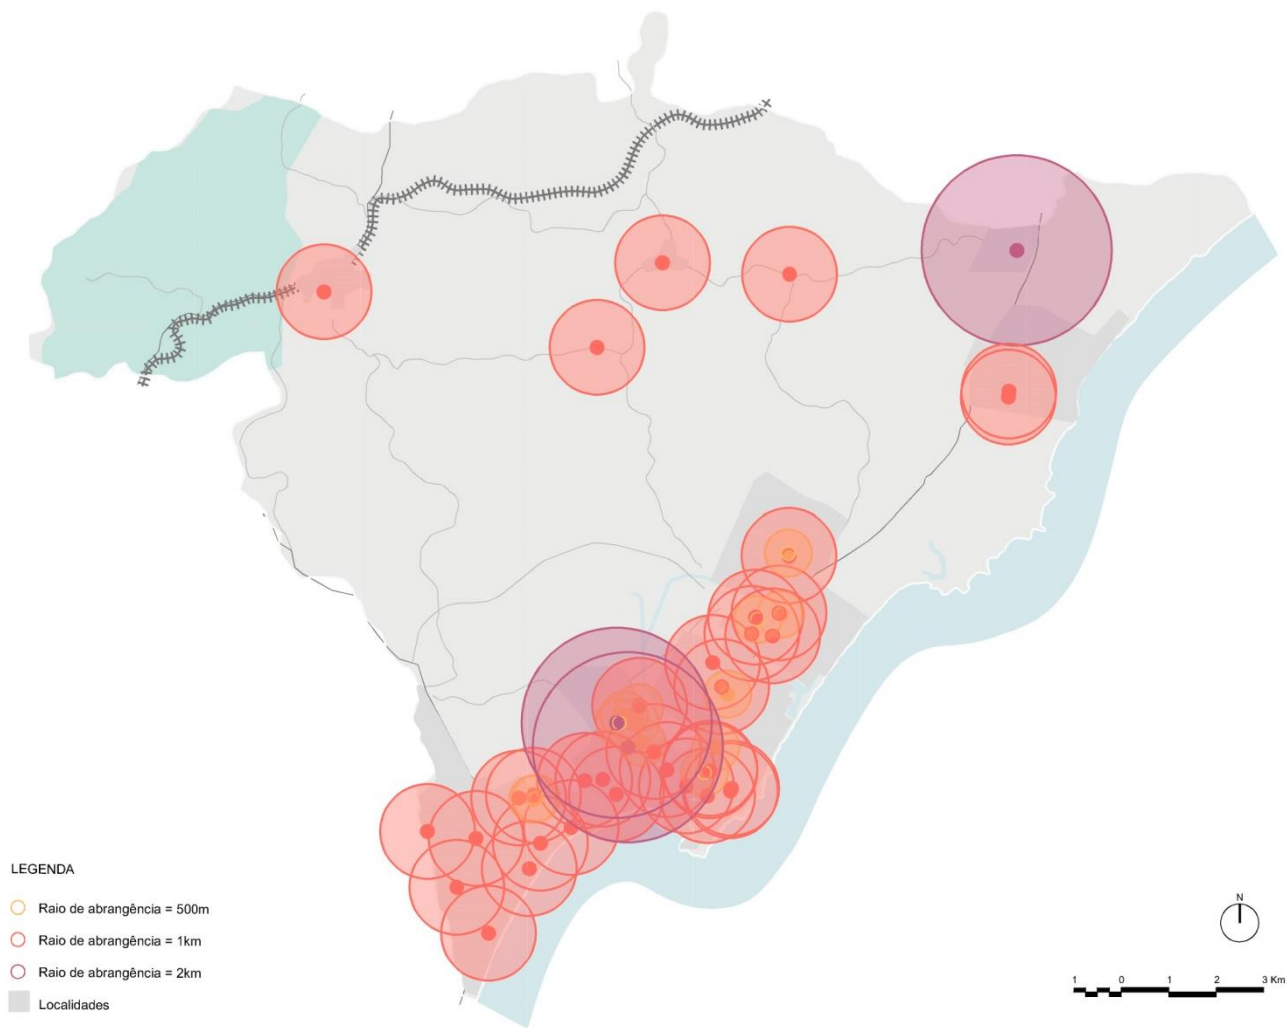 LEGENDA
Raio de abrangência = 500m
Raio de abrangência = 1km
Raio de abrangência = 2km
Localidades
N
1 0 1 2 3 Km